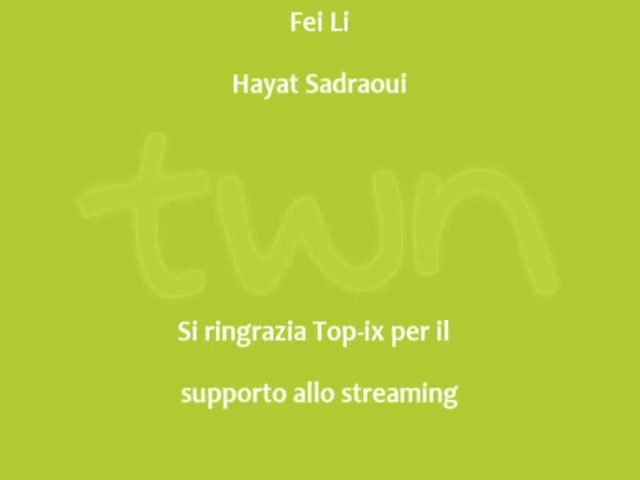 Fei Li
Hayat Sadraoui
twn
Si ringrazia Top-ix per il
supporto allo streaming